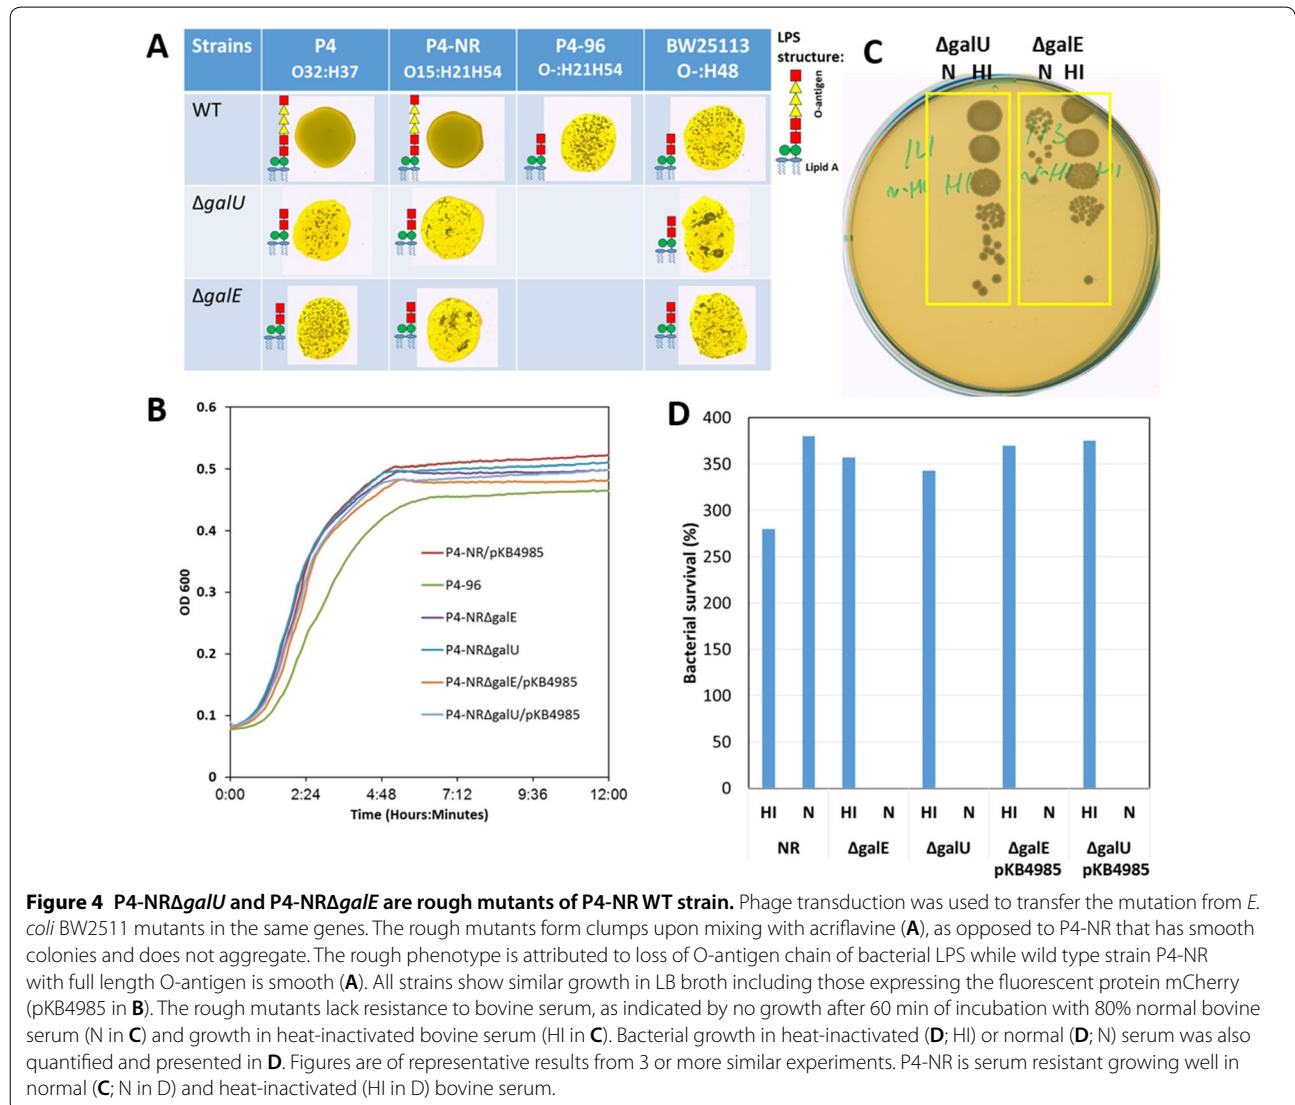 A
Strains
P4
O32:H37
P4-NR
O15:H21H54
P4-96
O-:H21H54
BW25113
O-:H48
LPS
structure:
O-antigen
Lipid A
WT
ΔgalU
ΔgalE
C
ΔgalU ΔgalE
N HI N HI
HI HI
B
0.6
0.5
0.4
0.3
0.2
0.1
0
OD 600
P4-NR/pKB4985
P4-96
P4-NRΔgalE
P4-NRΔgalU
P4-NRΔgalE/pKB4985
P4-NRΔgalU/pKB4985
0:00 2:24 4:48 7:12 9:36 12:00
Time (Hours:Minutes)
D
400
350
300
250
200
150
100
50
0
Bacterial survival (%)
HI N HI N HI N HI N HI N
NR ΔgalE ΔgalU ΔgalE ΔgalU
pKB4985 pKB4985
Figure 4 P4-NRΔgalU and P4-NRΔgalE are rough mutants of P4-NR WT strain. Phage transduction was used to transfer the mutation from E.
coli BW2511 mutants in the same genes. The rough mutants form clumps upon mixing with acriflavine (A), as opposed to P4-NR that has smooth
colonies and does not aggregate. The rough phenotype is attributed to loss of O-antigen chain of bacterial LPS while wild type strain P4-NR
with full length O-antigen is smooth (A). All strains show similar growth in LB broth including those expressing the fluorescent protein mCherry
(pKB4985 in B). The rough mutants lack resistance to bovine serum, as indicated by no growth after 60 min of incubation with 80% normal bovine
serum (N in C) and growth in heat-inactivated bovine serum (HI in C). Bacterial growth in heat-inactivated (D; HI) or normal (D; N) serum was also
quantified and presented in D. Figures are of representative results from 3 or more similar experiments. P4-NR is serum resistant growing well in
normal (C; N in D) and heat-inactivated (HI in D) bovine serum.